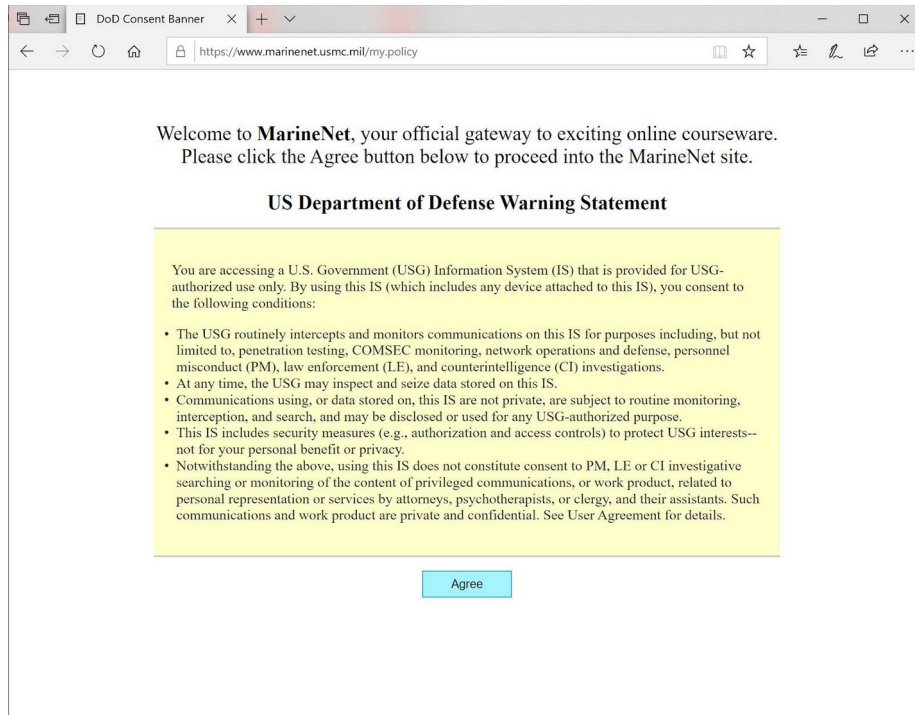 DoD Consent Banner
https://www.marinenet.usmc.mil/my.policy
Welcome to MarineNet, your official gateway to exciting online courseware.
Please click the Agree button below to proceed into the MarineNet site.
US Department of Defense Warning Statement
You are accessing a U.S. Government (USG) Information System (IS) that is provided for USG-
authorized use only. By using this IS (which includes any device attached to this IS), you consent to
the following conditions:
• The USG routinely intercepts and monitors communications on this IS for purposes including, but not
limited to, penetration testing, COMSEC monitoring, network operations and defense, personnel
misconduct (PM), law enforcement (LE), and counterintelligence (CI) investigations.
• At any time, the USG may inspect and seize data stored on this IS.
• Communications using, or data stored on, this IS are not private, are subject to routine monitoring,
interception, and search, and may be disclosed or used for any USG-authorized purpose.
• This IS includes security measures (e.g., authorization and access controls) to protect USG interests--
not for your personal benefit or privacy.
• Notwithstanding the above, using this IS does not constitute consent to PM, LE or CI investigative
searching or monitoring of the content of privileged communications, or work product, related to
personal representation or services by attorneys, psychotherapists, or clergy, and their assistants. Such
communications and work product are private and confidential. See User Agreement for details.
Agree